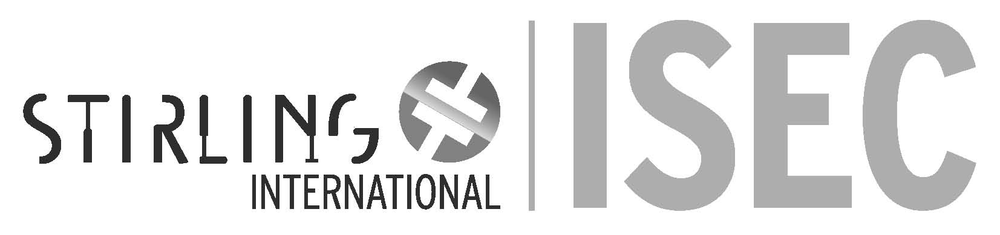 STIRLING
INTERNATIONAL
ISEC